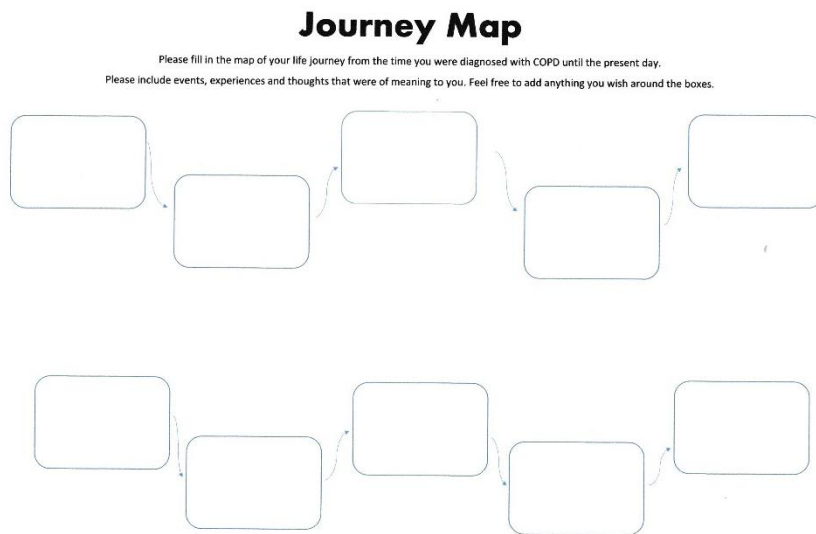 Journey Map
Please fill in the map of your life journey from the time you were diagnosed with COPD until the present day.
Please include events, experiences and thoughts that were of meaning to you. Feel free to add anything you wish around the boxes.